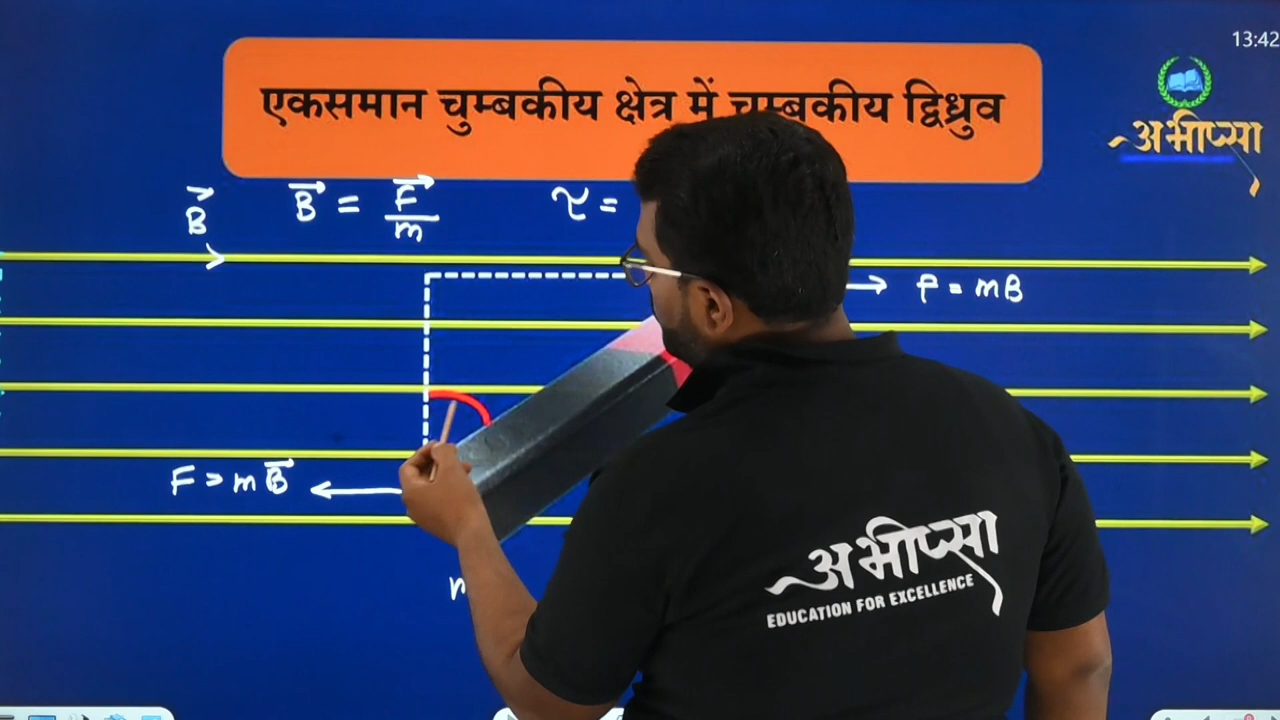 13:42
एकसमान चुम्बकीय क्षेत्र में चुम्बकीय द्विध्रुव
अभीप्सा
B⃗ B⃗ = F⃗/m τ =
F = mB
F = mB⃗
अभीप्सा
EDUCATION FOR EXCELLENCE